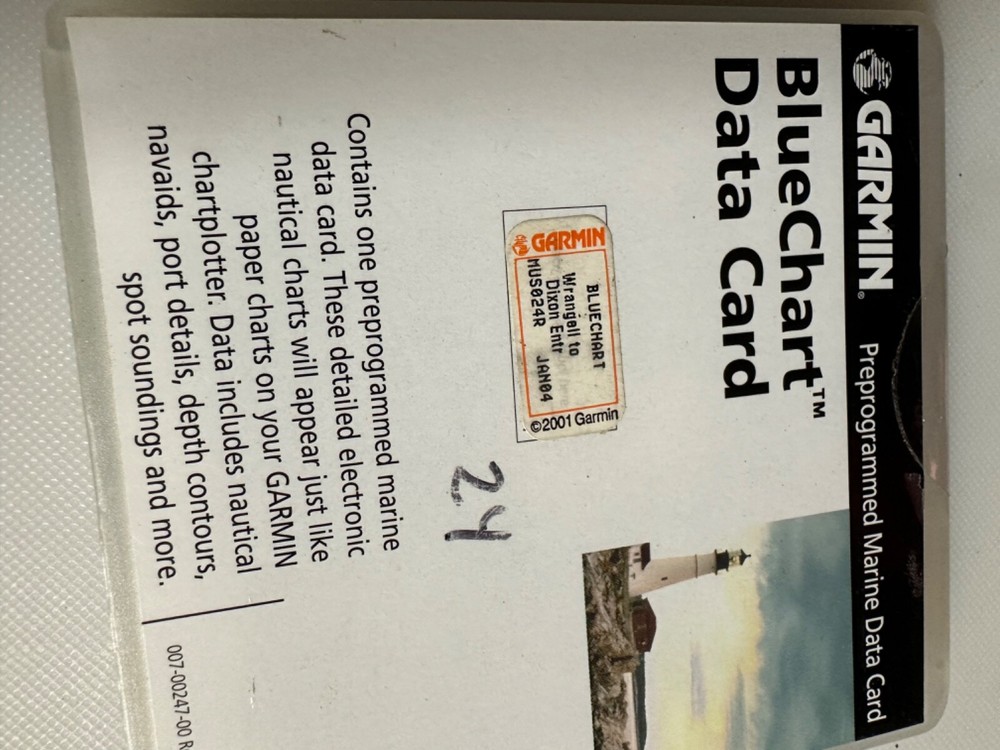 GARMIN® Preprogrammed Marine Data Card
BlueChart™
Data Card
GARMIN
BLUECHART
Wrangell to
Dixon Entr
MUS024R JAN04
©2001 Garmin
24
Contains one preprogrammed marine
data card. These detailed electronic
nautical charts will appear just like
paper charts on your GARMIN
chartplotter. Data includes nautical
navaids, port details, depth contours,
spot soundings and more.
007-00247-00 R